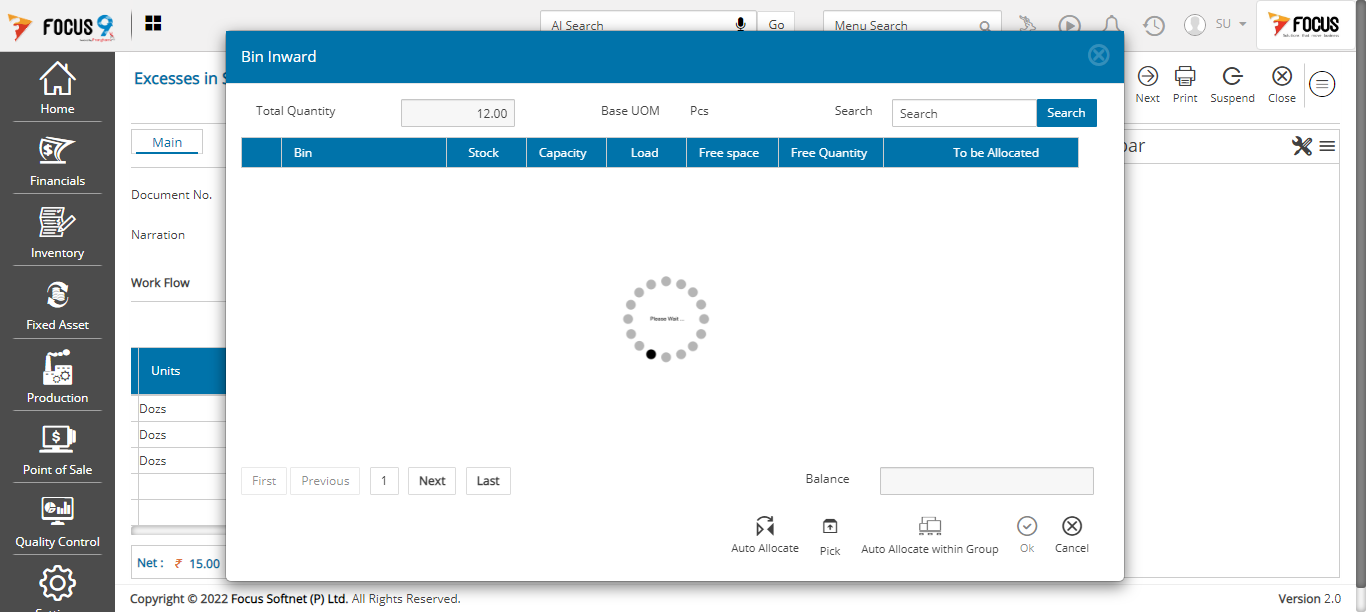 FOCUS 9
AI Search
Go
Menu Search
SU
FOCUS
Home
Financials
Inventory
Fixed Asset
Production
Point of Sale
Quality Control
Excesses in S
Next
Print
Suspend
Close
Main
Document No.
Narration
Work Flow
Units
Dozs
Dozs
Dozs
Net : ₹ 15.00
bar
Bin Inward
Total Quantity
12.00
Base UOM
Pcs
Search
Search
Search
Bin
Stock
Capacity
Load
Free space
Free Quantity
To be Allocated
Please Wait ...
First
Previous
1
Next
Last
Balance
Auto Allocate
Pick
Auto Allocate within Group
Ok
Cancel
Copyright © 2022 Focus Softnet (P) Ltd. All Rights Reserved.
Version 2.0